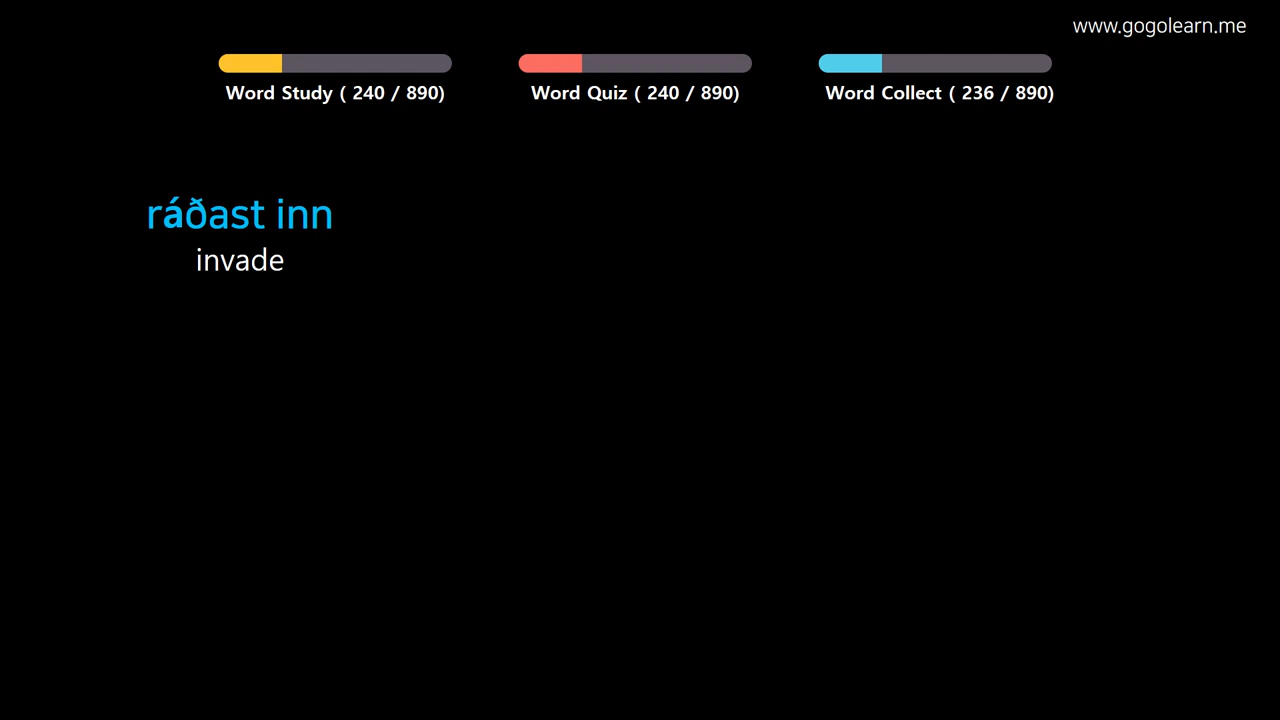 www.gogolearn.me
Word Study ( 240 / 890)
Word Quiz ( 240 / 890)
Word Collect ( 236 / 890)
ráðast inn
invade